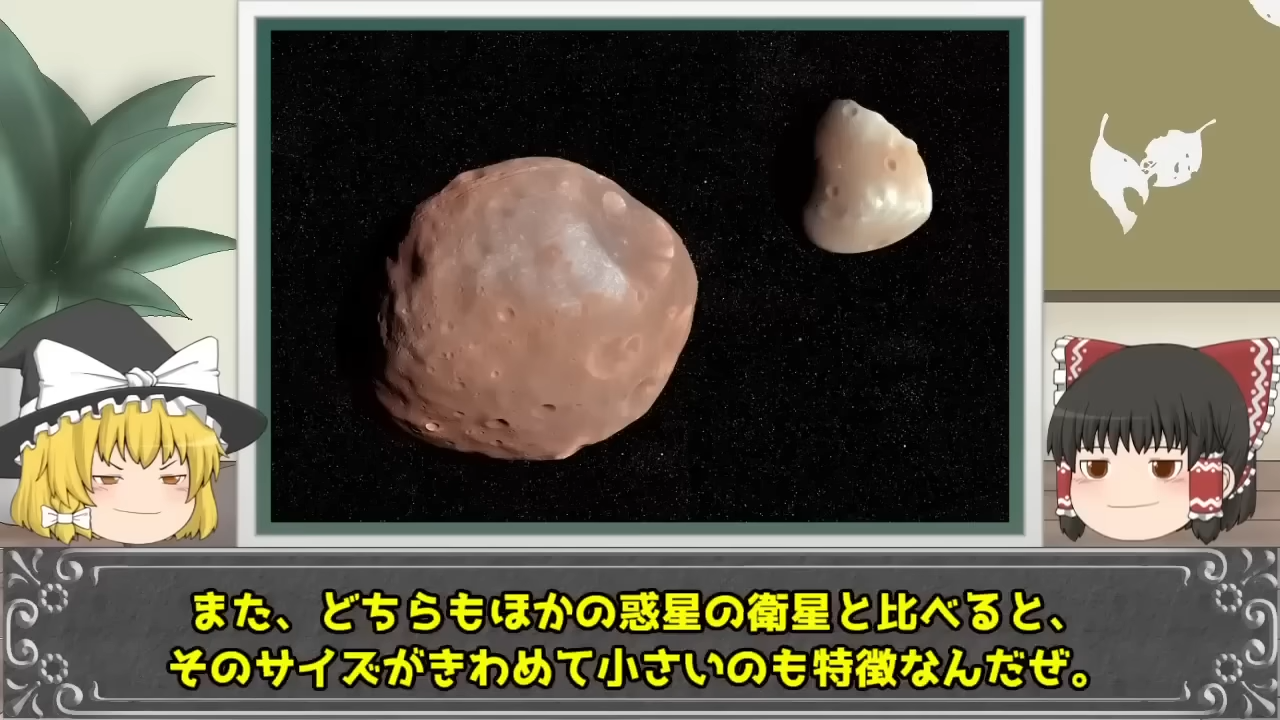 また、どちらもほかの惑星の衛星と比べると、
そのサイズがきわめて小さいのも特徴なんだぜ。